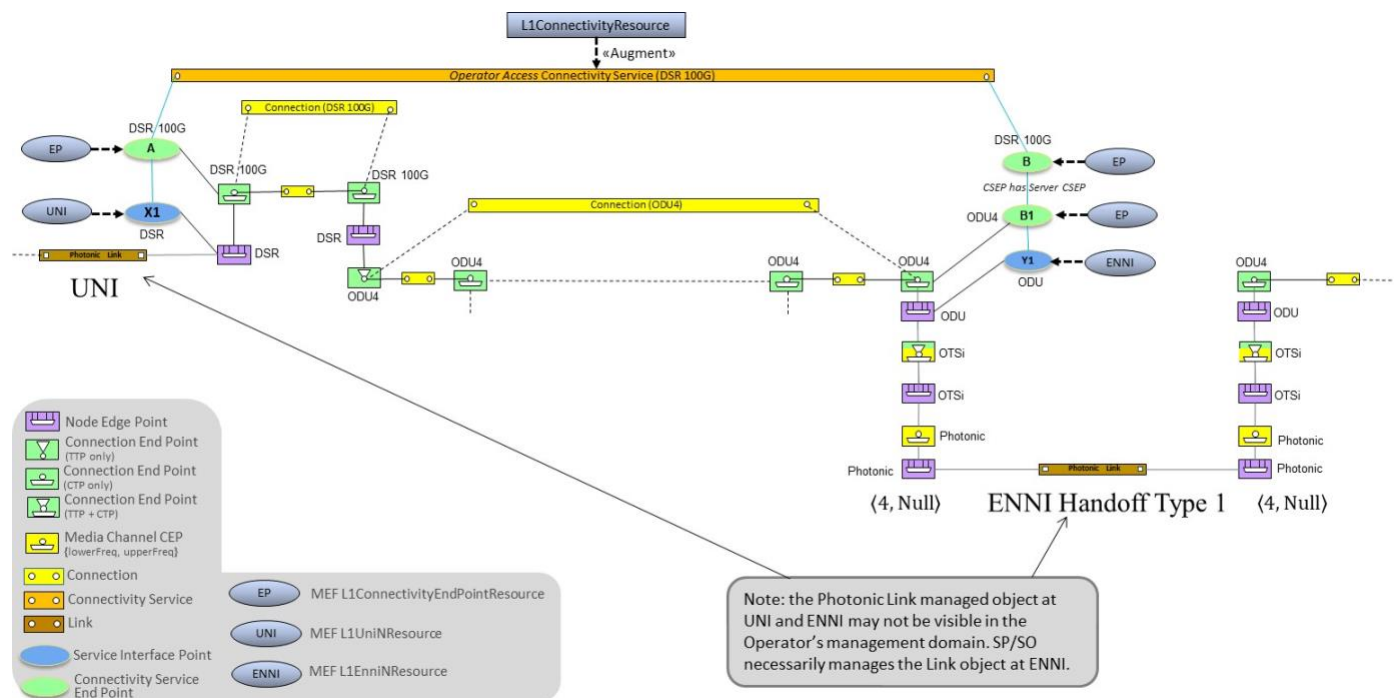 L1ConnectivityResource
«Augment»
Operator Access Connectivity Service (DSR 100G)
Connection (DSR 100G)
DSR 100G
EP
A
DSR 100G
DSR 100G
UNI
X1
DSR
DSR
DSR
Photonic Link
UNI
ODU4
Connection (ODU4)
ODU4
ODU4
ODU4
DSR 100G
B
EP
CSEP has Server CSEP
ODU4
B1
EP
Y1
ENNI
ODU
ODU4
ODU
ODU
OTSi
OTSi
OTSi
OTSi
Photonic
Photonic
Photonic
Photonic Link
Photonic
⟨4, Null⟩
ENNI Handoff Type 1
⟨4, Null⟩
Node Edge Point
Connection End Point
(TTP only)
Connection End Point
(CTP only)
Connection End Point
(TTP + CTP)
Media Channel CEP
{lowerFreq, upperFreq}
Connection
Connectivity Service
Link
Service Interface Point
Connectivity Service
End Point
EP
MEF L1ConnectivityEndPointResource
UNI
MEF L1UniNResource
ENNI
MEF L1EnniNResource
Note: the Photonic Link managed object at
UNI and ENNI may not be visible in the
Operator’s management domain. SP/SO
necessarily manages the Link object at ENNI.